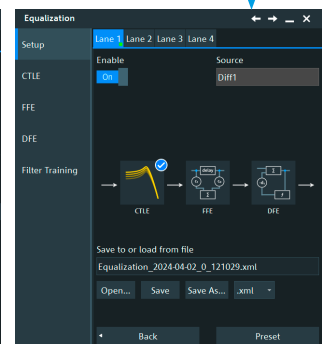 Equalization
Setup
CTLE
FFE
DFE
Filter Training
Lane 1 Lane 2 Lane 3 Lane 4
Enable
Source
On
Diff1
delay
Σ
Σ
CTLE
FFE
DFE
Save to or load from file
Equalization_2024-04-02_0_121029.xml
Open... Save Save As... .xml
Back
Preset